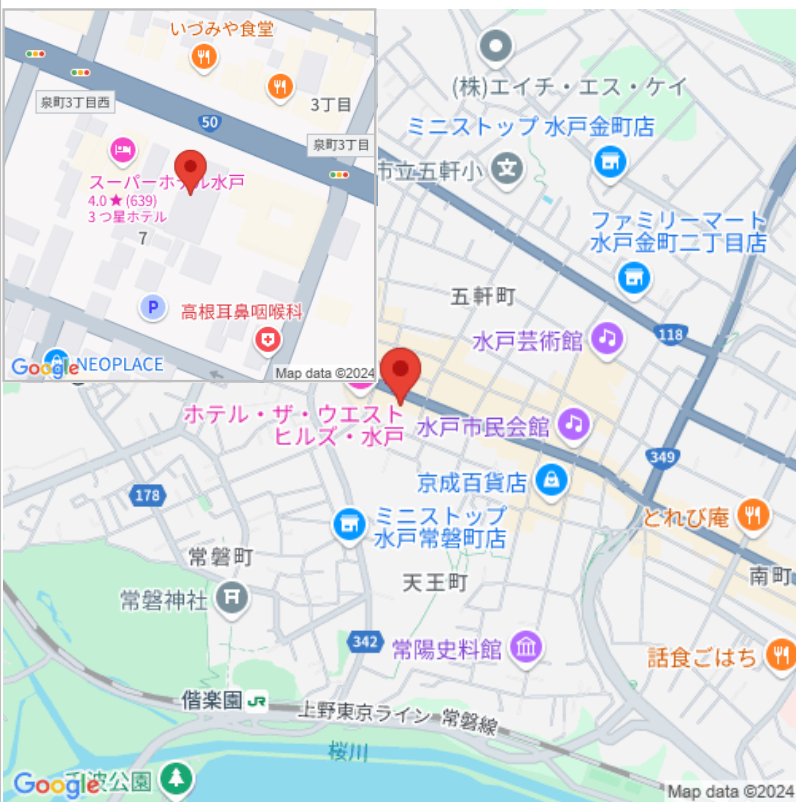 いづみや食堂
3丁目
泉町3丁目西
50
泉町3丁目
スーパーホテル水戸
4.0★(639)
3つ星ホテル
7
P
高根耳鼻咽喉科
NEOPLACE
Google
Map data ©2024
(株)エイチ・エス・ケイ
ミニストップ 水戸金町店
市立五軒小
文
ファミリーマート
水戸金町二丁目店
五軒町
118
水戸芸術館
ホテル・ザ・ウエスト
ヒルズ・水戸
水戸市民会館
349
京成百貨店
178
ミニストップ
水戸常磐町店
とれび庵
常磐町
天王町
南町
常磐神社
342
常陽史料館
話食ごはち
偕楽園
JR
上野東京ライン・常磐線
桜川
Google
波公園
Map data ©2024